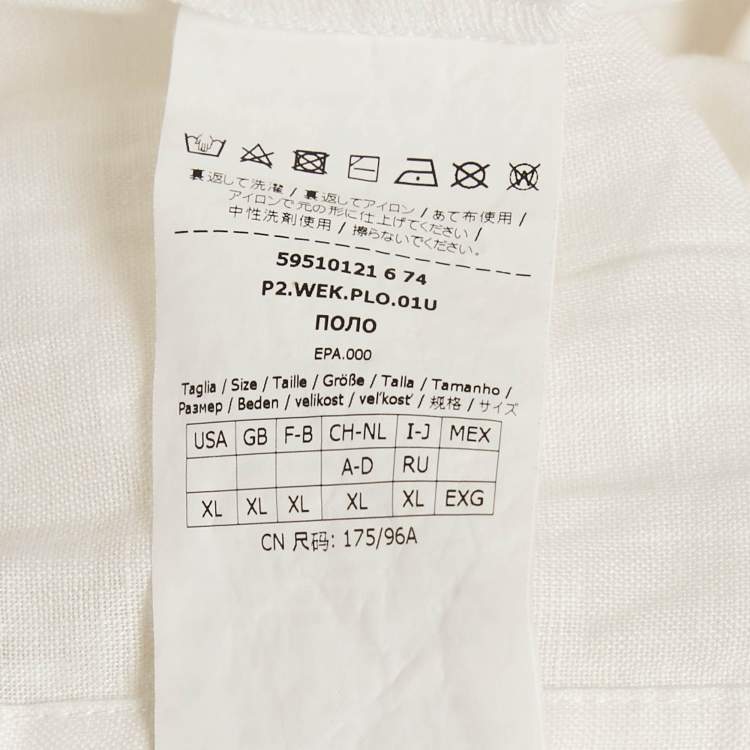 裏返して洗濯 / 裏返してアイロン / あて布使用 /
アイロンで元の形に仕上げてください /
中性洗剤使用 / 擦らないでください。
59510121 6 74
P2.WEK.PLO.01U
ПОЛО
EPA.000
Taglia / Size / Taille / Größe / Talla / Tamanho /
Размер / Beden / velikost / veľkosť / 规格 / サイズ
USA GB F-B CH-NL I-J MEX
A-D RU
XL XL XL XL XL EXG
CN 尺码: 175/96A